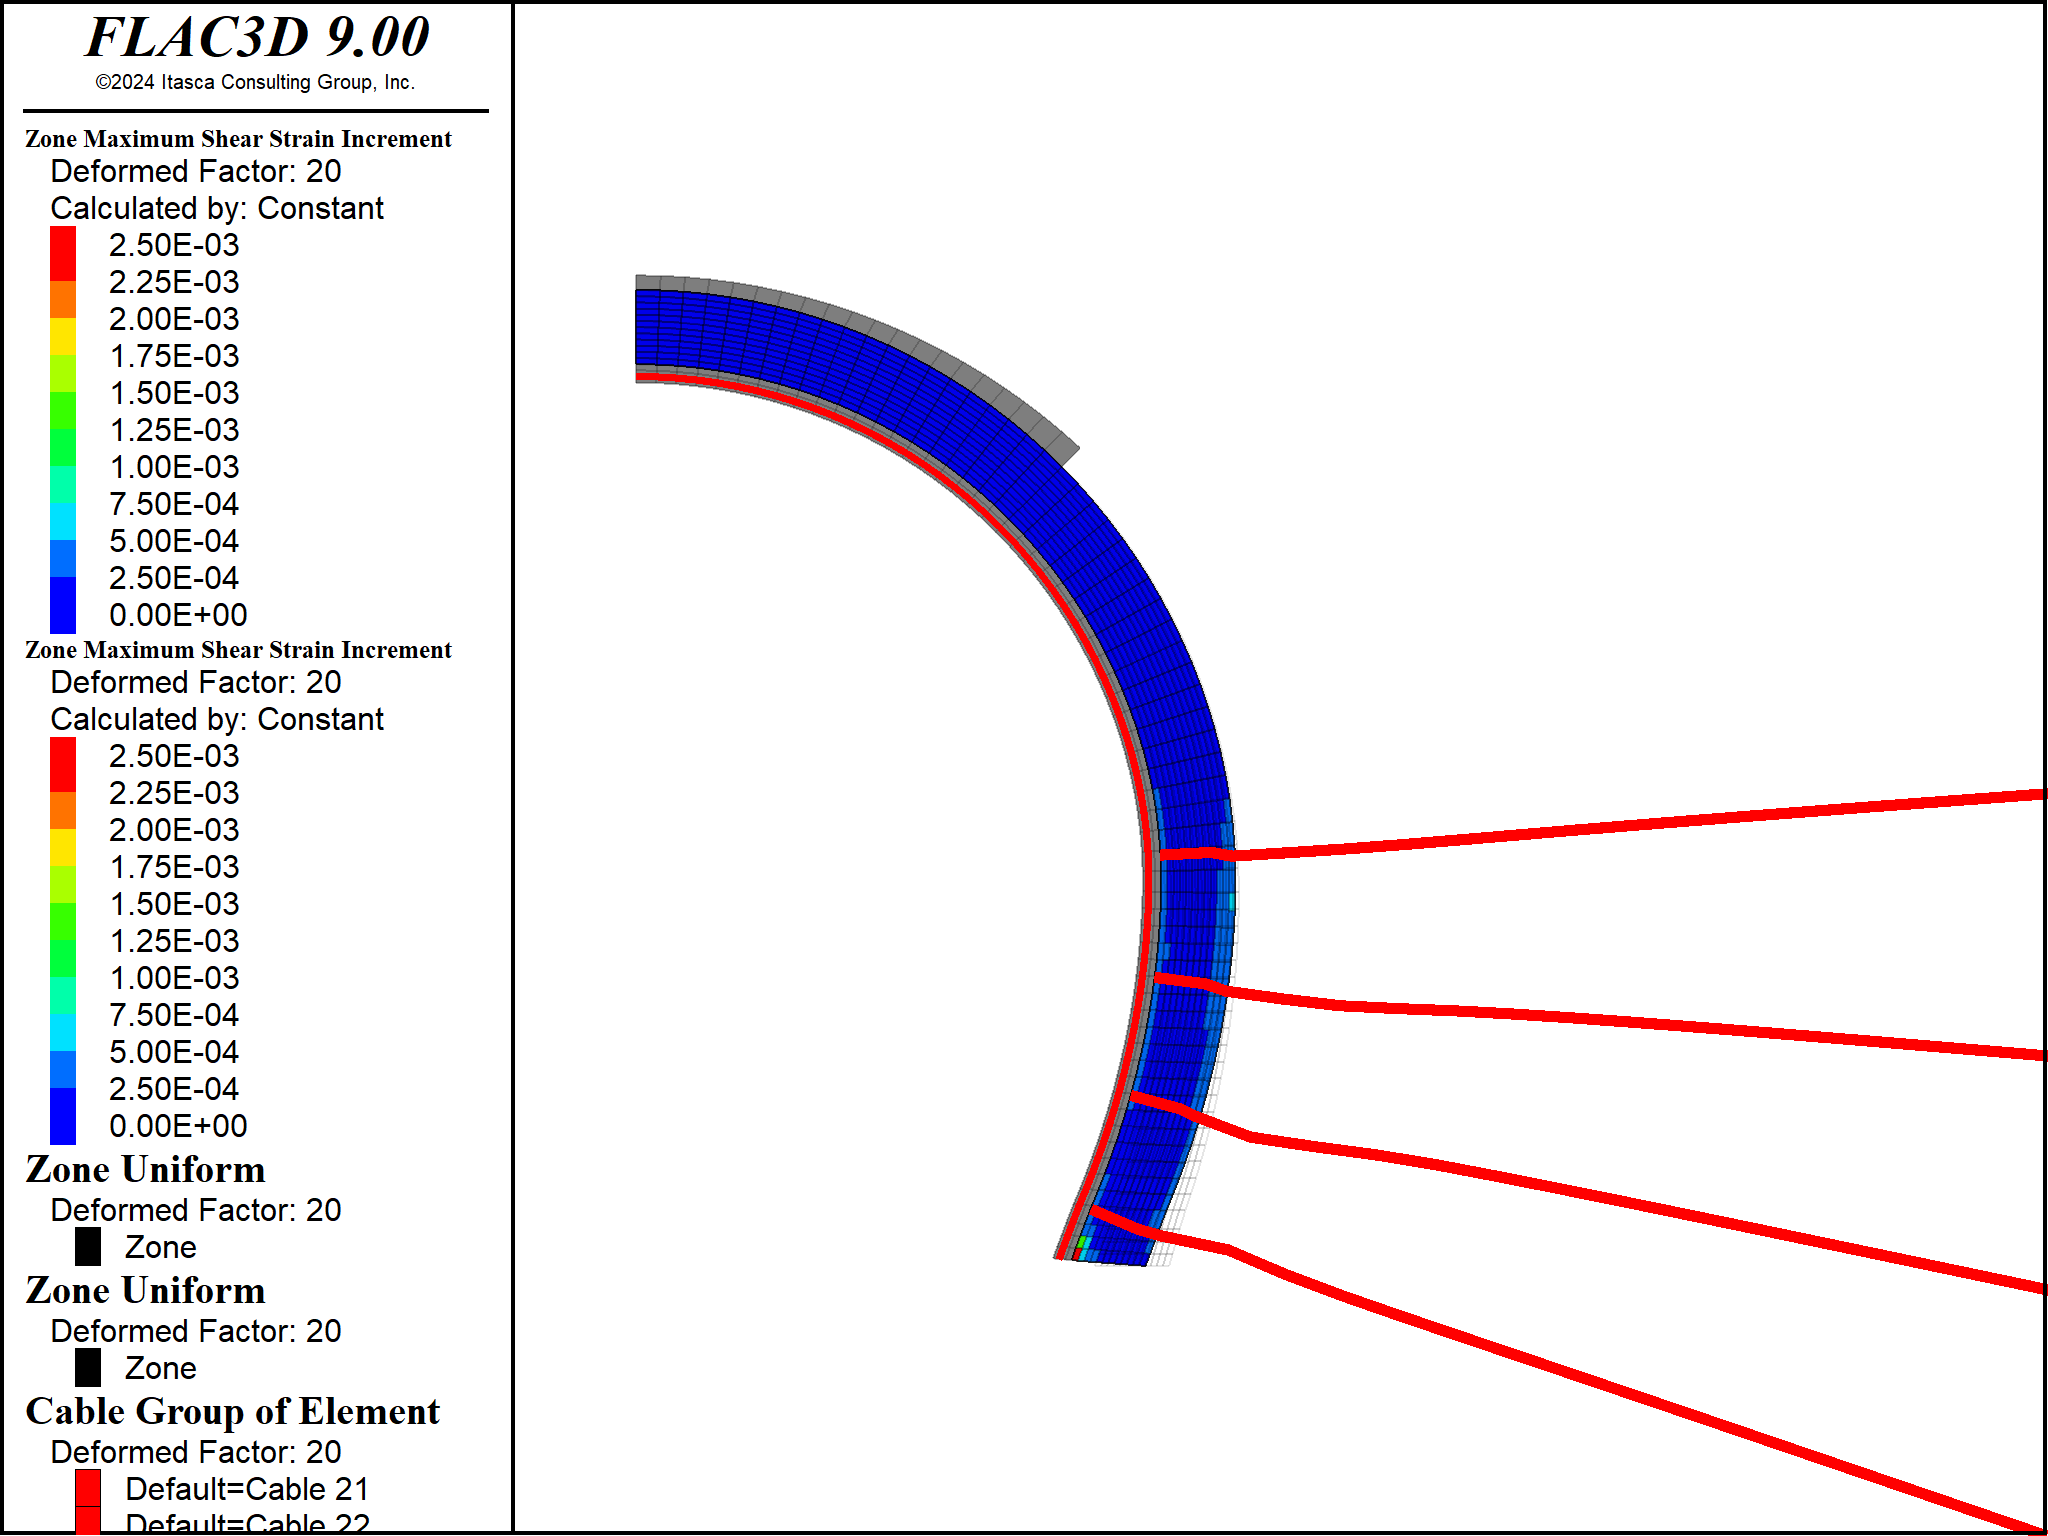 FLAC3D 9.00
©2024 Itasca Consulting Group, Inc.
Zone Maximum Shear Strain Increment
Deformed Factor: 20
Calculated by: Constant
2.50E-03
2.25E-03
2.00E-03
1.75E-03
1.50E-03
1.25E-03
1.00E-03
7.50E-04
5.00E-04
2.50E-04
0.00E+00
Zone Maximum Shear Strain Increment
Deformed Factor: 20
Calculated by: Constant
2.50E-03
2.25E-03
2.00E-03
1.75E-03
1.50E-03
1.25E-03
1.00E-03
7.50E-04
5.00E-04
2.50E-04
0.00E+00
Zone Uniform
Deformed Factor: 20
Zone
Zone Uniform
Deformed Factor: 20
Zone
Cable Group of Element
Deformed Factor: 20
Default=Cable 21
Default=Cable 22